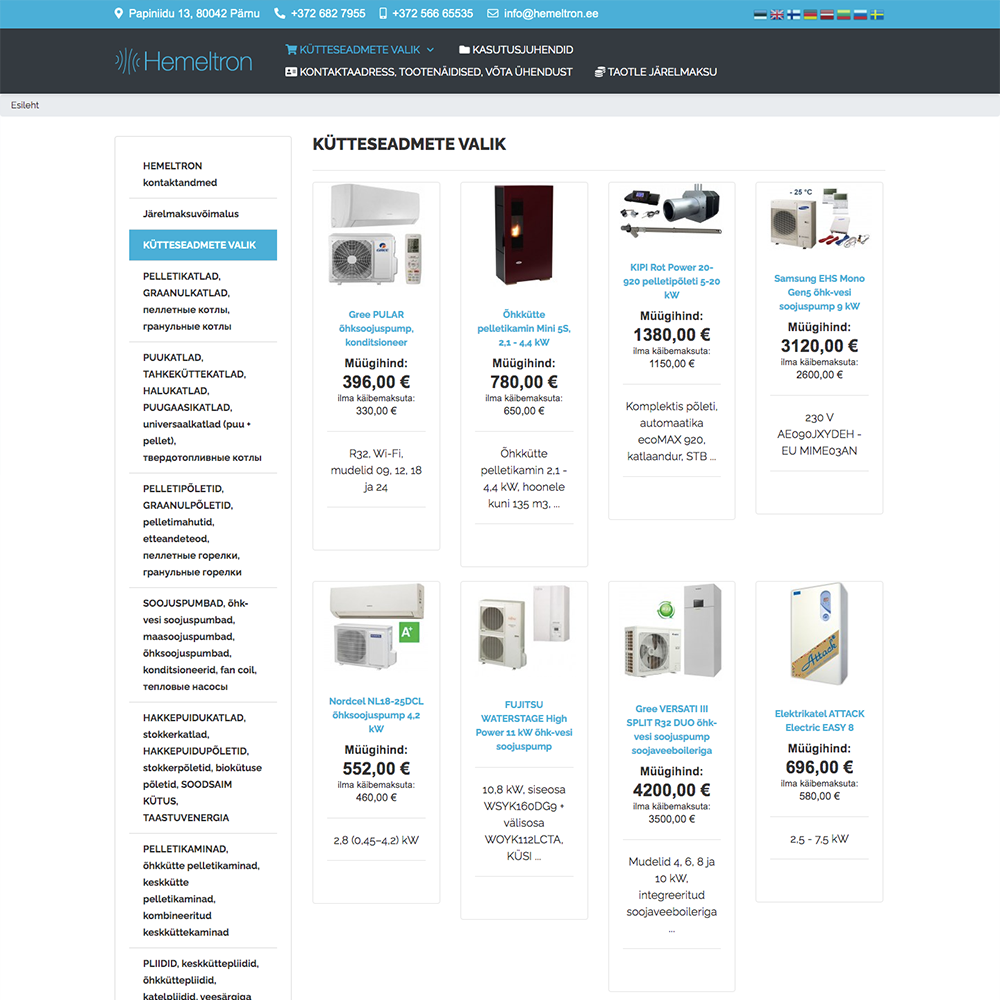 Papiniidu 13, 80042 Pärnu +372 682 7955 +372 566 65535 info@hemeltron.ee
Hemeltron
KÜTTESEADMETE VALIK KASUTUSJUHENDID
KONTAKTAADRESS, TOOTENÄIDISED, VÕTA ÜHENDUST TAOTLE JÄRELMAKSU
Esileht
HEMELTRON
kontaktandmed
Järelmaksuvõimalus
KÜTTESEADMETE VALIK
PELLETIKATLAD,
GRAANULKATLAD,
пеллетные котлы,
гранульные котлы
PUUKATLAD,
TAHKEKÜTTEKATLAD,
HALUKATLAD,
PUUGAASIKATLAD,
universaalkatlad (puu +
pellet),
твердотопливные котлы
PELLETIPÕLETID,
GRAANULPÕLETID,
pelletimahutid,
etteandeteod,
пеллетные горелки,
гранульные горелки
SOOJUSPUMBAD, õhk-
vesi soojuspumbad,
maasoojuspumbad,
õhksoojuspumbad,
konditsioneerid, fan coil,
тепловые насосы
HAKKEPUIDUKATLAD,
stokkerkatlad,
HAKKEPUIDUPÕLETID,
stokkerpõletid, biokütuse
põletid, SOODSAIM
KÜTUS,
TAASTUVENERGIA
PELLETIKAMINAD,
õhkkütte pelletikaminad,
keskkütte
pelletikaminad,
kombineeritud
keskküttekaminad
PLIIDID, keskküttepliidid,
õhkküttepliidid,
katelpliidid, veesärgiga
KÜTTESEADMETE VALIK
Gree PULAR
õhksoojuspump,
konditsioneer
Müügihind:
396,00 €
ilma käibemaksuta:
330,00 €
R32, Wi-Fi,
mudelid 09, 12, 18
ja 24
Õhkkütte
pelletikamin Mini 5S,
2,1 - 4,4 kW
Müügihind:
780,00 €
ilma käibemaksuta:
650,00 €
Õhkkütte
pelletikamin 2,1 -
4,4 kW, hoonele
kuni 135 m3, ...
KIPI Rot Power 20-
920 pelletipõleti 5-20
kW
Müügihind:
1380,00 €
ilma käibemaksuta:
1150,00 €
Komplektis põleti,
automaatika
ecoMAX 920,
katlaandur, STB ...
- 25 °C
Samsung EHS Mono
Gen5 õhk-vesi
soojuspump 9 kW
Müügihind:
3120,00 €
ilma käibemaksuta:
2600,00 €
230 V
AE090JXYDEH -
EU MIME03AN
A+
Nordcel NL18-25DCL
õhksoojuspump 4,2
kW
Müügihind:
552,00 €
ilma käibemaksuta:
460,00 €
2,8 (0,45–4,2) kW
FUJITSU
WATERSTAGE High
Power 11 kW õhk-vesi
soojuspump
10,8 kW, siseosa
WSYK160DG9 +
välisosa
WOYK112LCTA,
KÜSI ...
Gree VERSATI III
SPLIT R32 DUO õhk-
vesi soojuspump
soojaveeboileriga
Müügihind:
4200,00 €
ilma käibemaksuta:
3500,00 €
Mudelid 4, 6, 8 ja
10 kW,
integreeritud
soojaveeboileriga
...
Attack
Elektrikatel ATTACK
Electric EASY 8
Müügihind:
696,00 €
ilma käibemaksuta:
580,00 €
2,5 - 7,5 kW